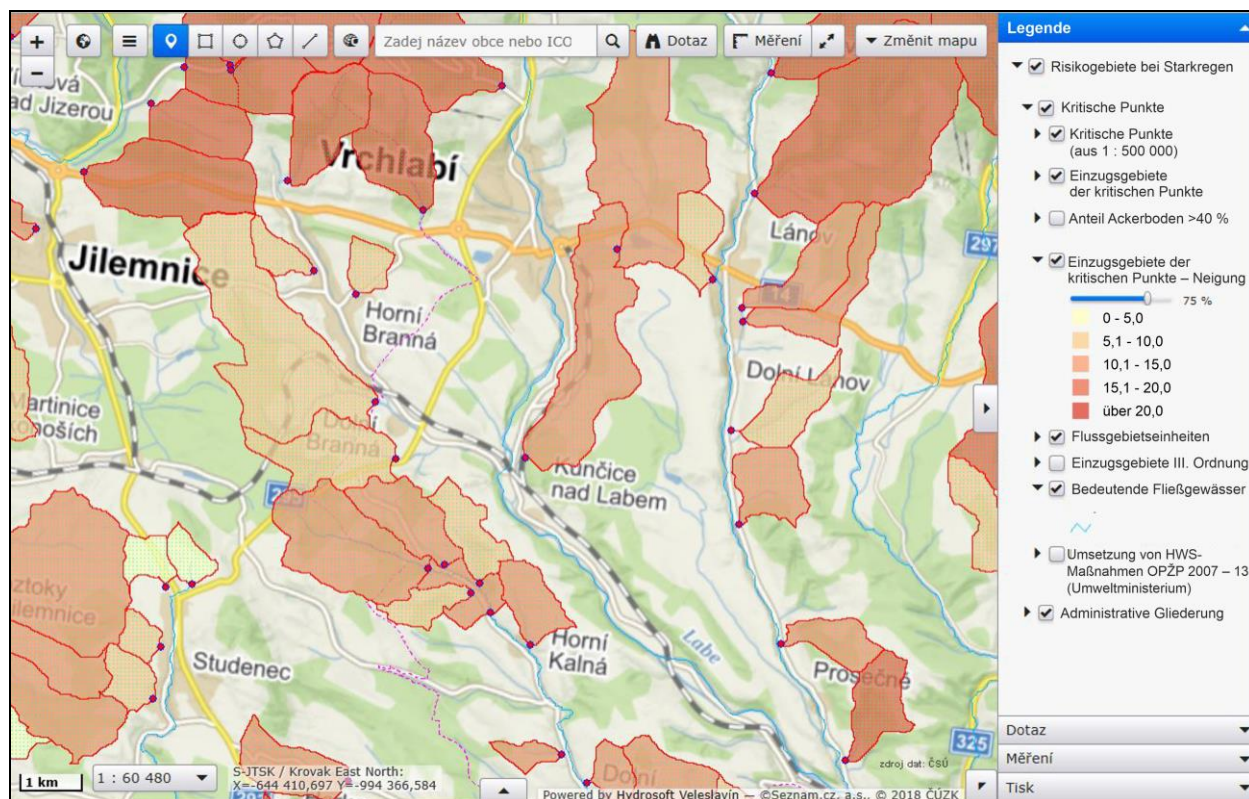 +
Zadej název obce nebo IČO
Dotaz
Měření
Změnit mapu
−
ad Jizerou
Vrchlabí
Lánov
297
Jilemnice
14
Horní
Branná
Dolní Lánov
Martinice
Dolní
Branná
Kunčice
nad Labem
Labe
Horní
Kalná
Studenec
Prosečné
325
zdroj dat: ČSÚ
Dolní
1 km
1 : 60 480
S-JTSK / Krovak East North:
X=-644 410,697 Y=-994 366,584
Powered by Hydrosoft Veleslavín — ©Seznam.cz, a.s., © 2018 ČÚZK
Legende
Risikogebiete bei Starkregen
Kritische Punkte
Kritische Punkte
(aus 1 : 500 000)
Einzugsgebiete
der kritischen Punkte
Anteil Ackerboden >40 %
Einzugsgebiete der
kritischen Punkte – Neigung
75 %
0 - 5,0
5,1 - 10,0
10,1 - 15,0
15,1 - 20,0
über 20,0
Flussgebietseinheiten
Einzugsgebiete III. Ordnung
Bedeutende Fließgewässer
Umsetzung von HWS-
Maßnahmen OPŽP 2007 – 13
(Umweltministerium)
Administrative Gliederung
Dotaz
Měření
Tisk